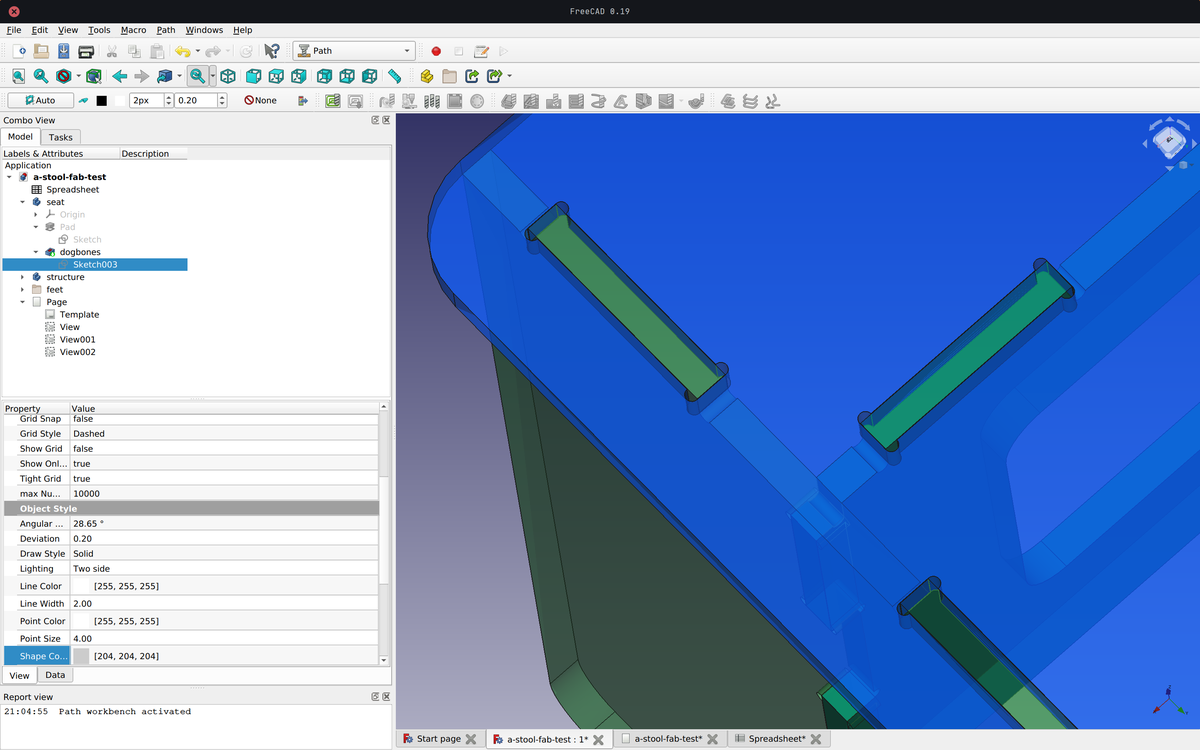 FreeCAD 0.19
File Edit View Tools Macro Path Windows Help
Path
Auto 2px 0.20 None
Combo View
Model Tasks
Labels & Attributes Description
Application
a-stool-fab-test
Spreadsheet
seat
Origin
Pad
Sketch
dogbones
Sketch003
structure
feet
Page
Template
View
View001
View002
Property Value
Grid Snap false
Grid Style Dashed
Show Grid false
Show Onl... true
Tight Grid true
max Nu... 10000
Object Style
Angular ... 28.65 °
Deviation 0.20
Draw Style Solid
Lighting Two side
Line Color [255, 255, 255]
Line Width 2.00
Point Color [255, 255, 255]
Point Size 4.00
Shape Co... [204, 204, 204]
View Data
Report view
21:04:55 Path workbench activated
Start page a-stool-fab-test : 1* a-stool-fab-test* Spreadsheet*